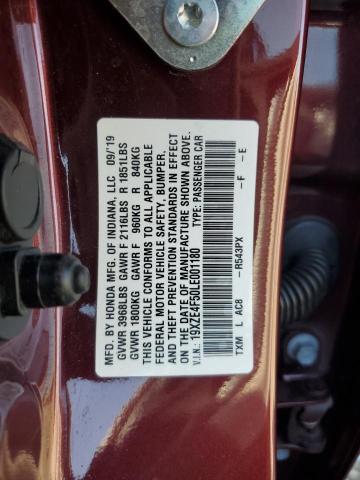 MFD. BY HONDA MFG. OF INDIANA, LLC 09/19
GVWR 3968LBS GAWR F 2116LBS R 1851LBS
GVWR 1800KG GAWR F 960KG R 840KG
THIS VEHICLE CONFORMS TO ALL APPLICABLE
FEDERAL MOTOR VEHICLE SAFETY, BUMPER,
AND THEFT PREVENTION STANDARDS IN EFFECT
ON THE DATE OF MANUFACTURE SHOWN ABOVE.
V.I.N.: 19XZE4F50LE001180 TYPE: PASSENGER CAR
TXM L AC8 -R543PX -F -E